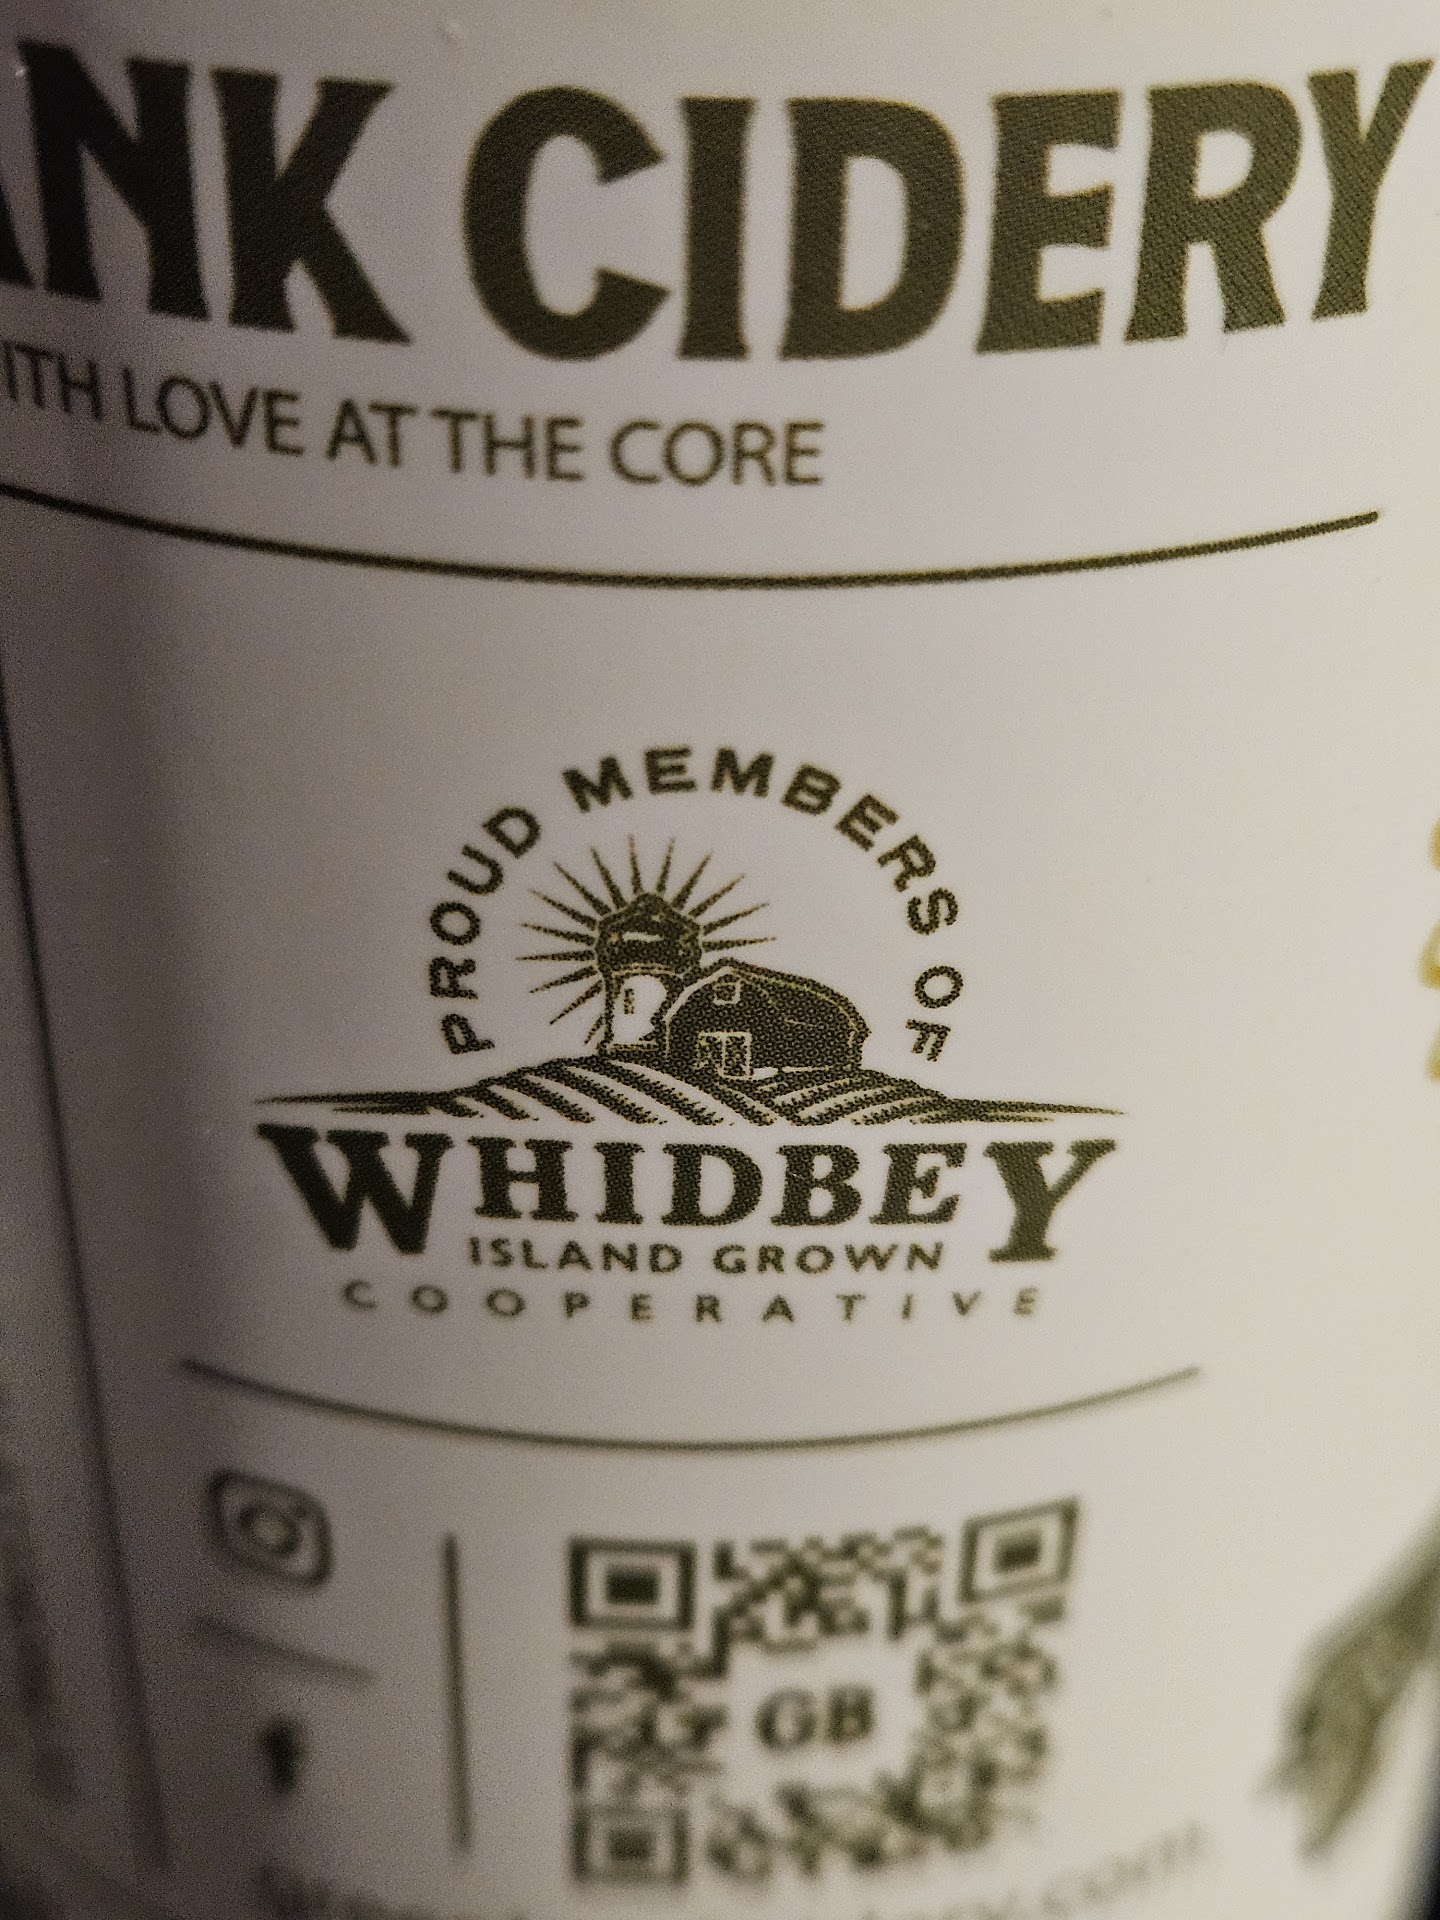 ANK CIDERY
ITH LOVE AT THE CORE
PROUD MEMBERS OF
WHIDBEY
ISLAND GROWN
COOPERATIVE
GB